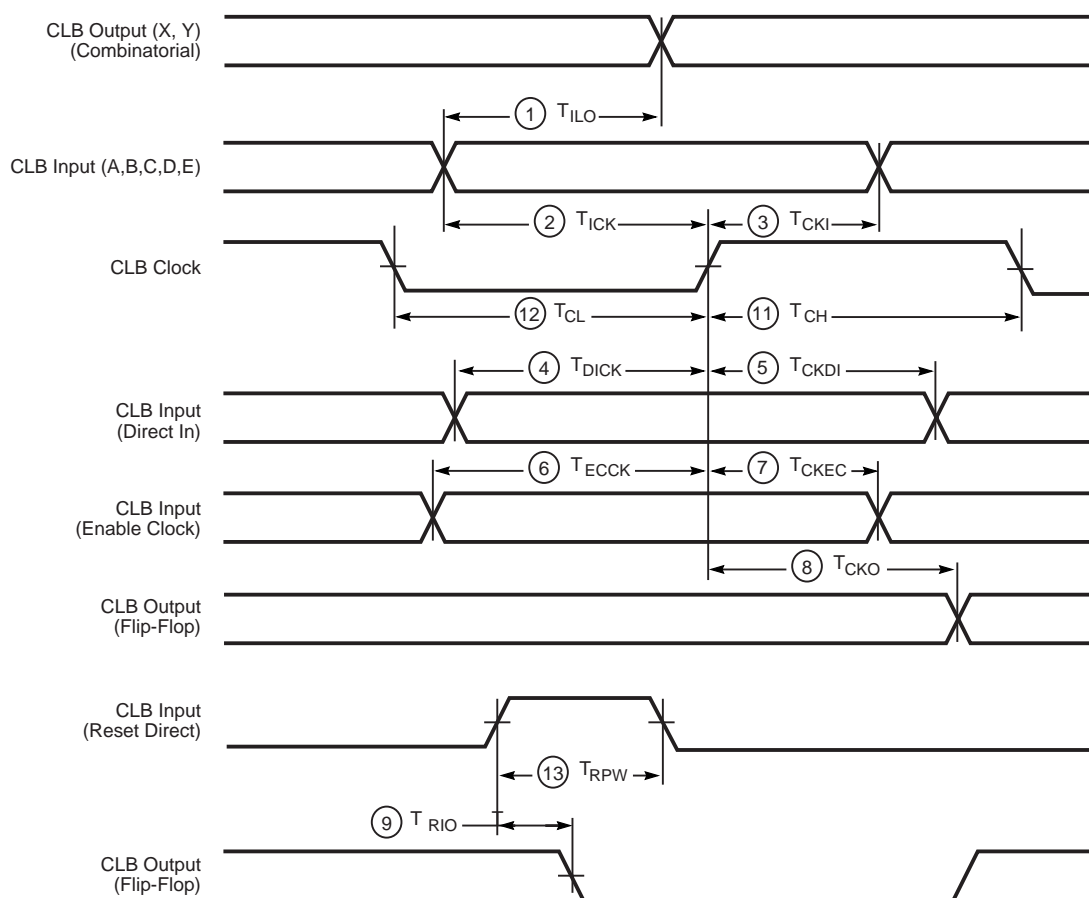 CLB Output (X, Y)
(Combinatorial)
1 TILO
CLB Input (A,B,C,D,E)
2 TICK
3 TCKI
CLB Clock
12 TCL
11 TCH
4 TDICK
5 TCKDI
CLB Input
(Direct In)
6 TECCK
7 TCKEC
CLB Input
(Enable Clock)
8 TCKO
CLB Output
(Flip-Flop)
CLB Input
(Reset Direct)
13 TRPW
9 T RIO
T
CLB Output
(Flip-Flop)